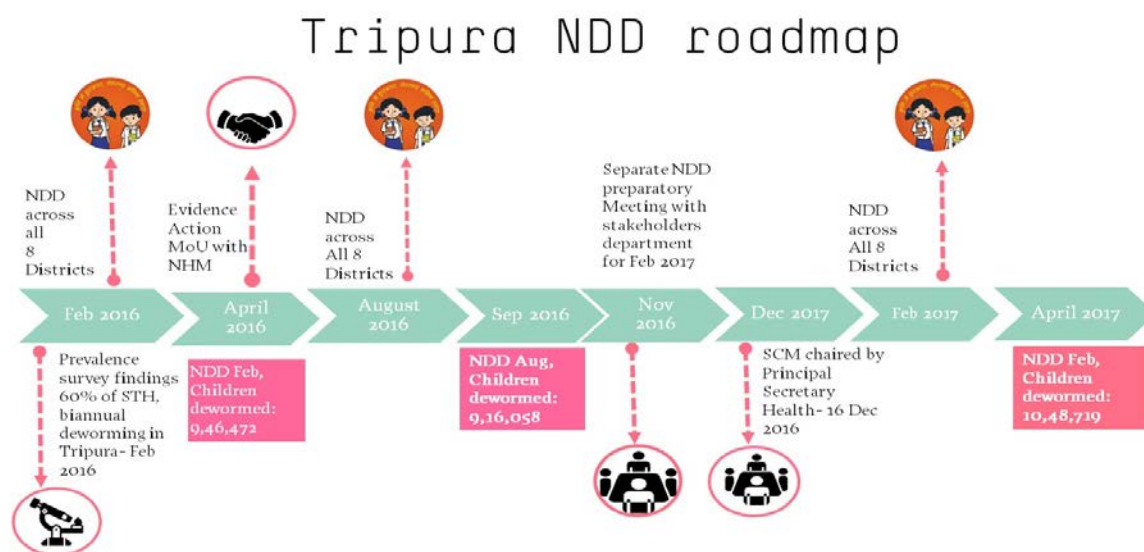 Tripura NDD roadmap
NDD
across
all
8
Districts
Evidence
Action
MoU with
NHM
NDD
across
All 8
Districts
Separate NDD
preparatory
Meeting with
stakeholders
department
for Feb 2017
NDD
across
All 8
Districts
Feb 2016
April
2016
August
2016
Sep 2016
Nov
2016
Dec 2017
Feb 2017
April 2017
Prevalence
survey findings
60% of STH,
biannual
deworming in
Tripura- Feb
2016
NDD Feb,
Children
dewormed:
9,46,472
NDD Aug,
Children
dewormed:
9,16,058
SCM chaired by
Principal
Secretary
Health- 16 Dec
2016
NDD Feb,
Children
dewormed:
10,48,719